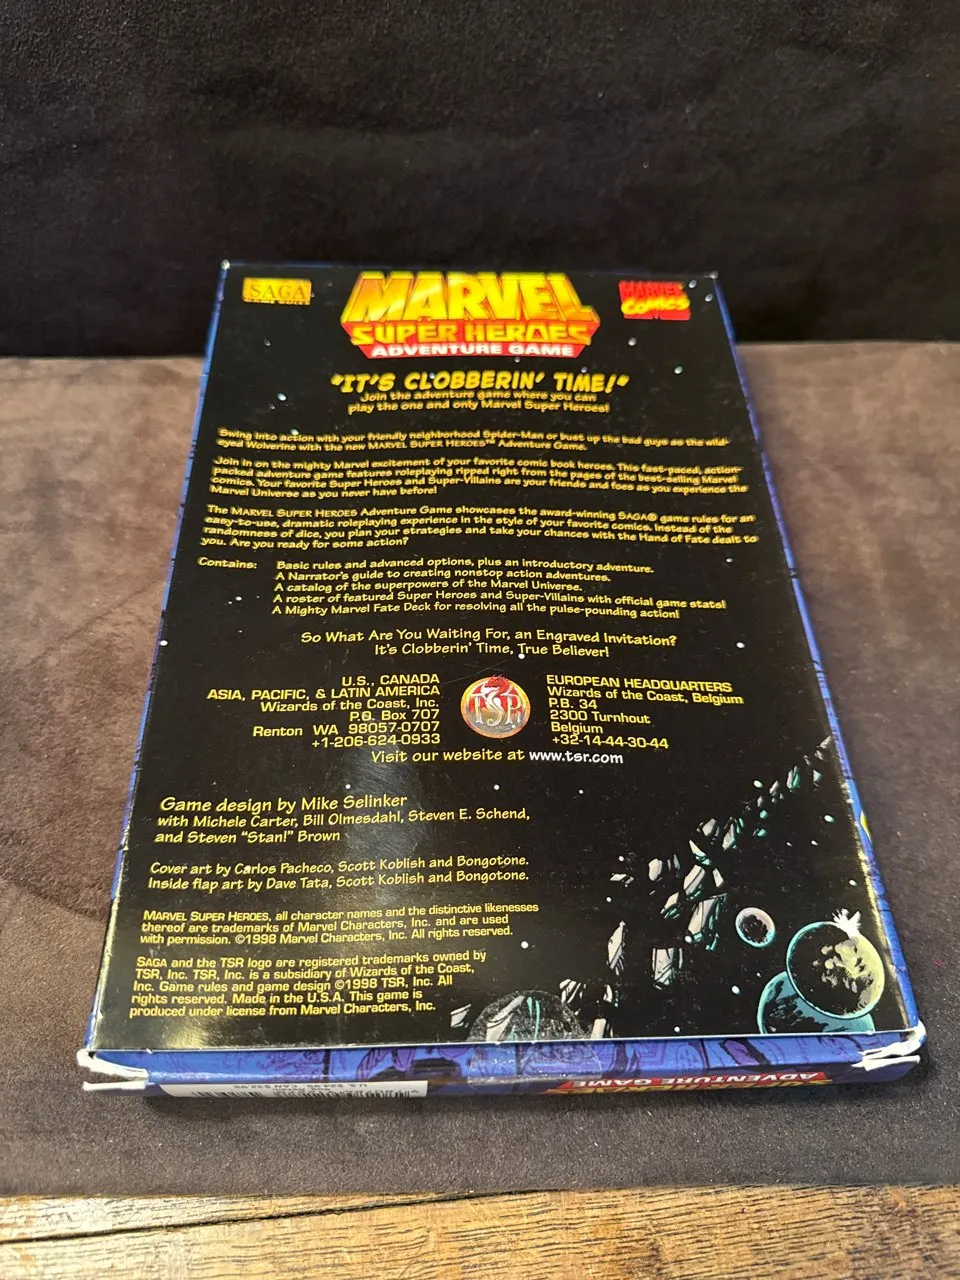 SAGA
MARVEL
SUPER HEROES
ADVENTURE GAME
MARVEL
COMICS
"IT'S CLOBBERIN' TIME!"
Join the adventure game where you can
play the one and only Marvel Super Heroes!
Swing into action with your friendly neighborhood Spider-Man or bust up the bad guys as the wild-
eyed Wolverine with the new MARVEL SUPER HEROES™ Adventure Game.
Join in on the mighty Marvel excitement of your favorite comic book heroes. This fast-paced, action-
packed adventure game features roleplaying ripped right from the pages of the best-selling Marvel
comics. Your favorite Super Heroes and Super-Villains are your friends and foes as you experience the
Marvel Universe as you never have before!
The MARVEL SUPER HEROES Adventure Game showcases the award-winning SAGA® game rules for an
easy-to-use, dramatic roleplaying experience in the style of your favorite comics. Instead of the
randomness of dice, you plan your strategies and take your chances with the Hand of Fate dealt to
you. Are you ready for some action?
Contains: Basic rules and advanced options, plus an introductory adventure.
A Narrator's guide to creating nonstop action adventures.
A catalog of the superpowers of the Marvel Universe.
A roster of featured Super Heroes and Super-Villains with official game stats!
A Mighty Marvel Fate Deck for resolving all the pulse-pounding action!
So What Are You Waiting For, an Engraved Invitation?
It's Clobberin' Time, True Believer!
U.S., CANADA
ASIA, PACIFIC, & LATIN AMERICA
Wizards of the Coast, Inc.
P.O. Box 707
Renton WA 98057-0707
+1-206-624-0933
TSR
EUROPEAN HEADQUARTERS
Wizards of the Coast, Belgium
P.B. 34
2300 Turnhout
Belgium
+32-14-44-30-44
Visit our website at www.tsr.com
Game design by Mike Selinker
with Michele Carter, Bill Olmesdahl, Steven E. Schend,
and Steven "Stan!" Brown
Cover art by Carlos Pacheco, Scott Koblish and Bongotone.
Inside flap art by Dave Tata, Scott Koblish and Bongotone.
MARVEL SUPER HEROES, all character names and the distinctive likenesses
thereof are trademarks of Marvel Characters, Inc. and are used
with permission. ©1998 Marvel Characters, Inc. All rights reserved.
SAGA and the TSR logo are registered trademarks owned by
TSR, Inc. TSR, Inc. is a subsidiary of Wizards of the Coast,
Inc. Game rules and game design ©1998 TSR, Inc. All
rights reserved. Made in the U.S.A. This game is
produced under license from Marvel Characters, Inc.
SUPER HEROES
ADVENTURE GAME
U.S. $24.95 CAN $32.95